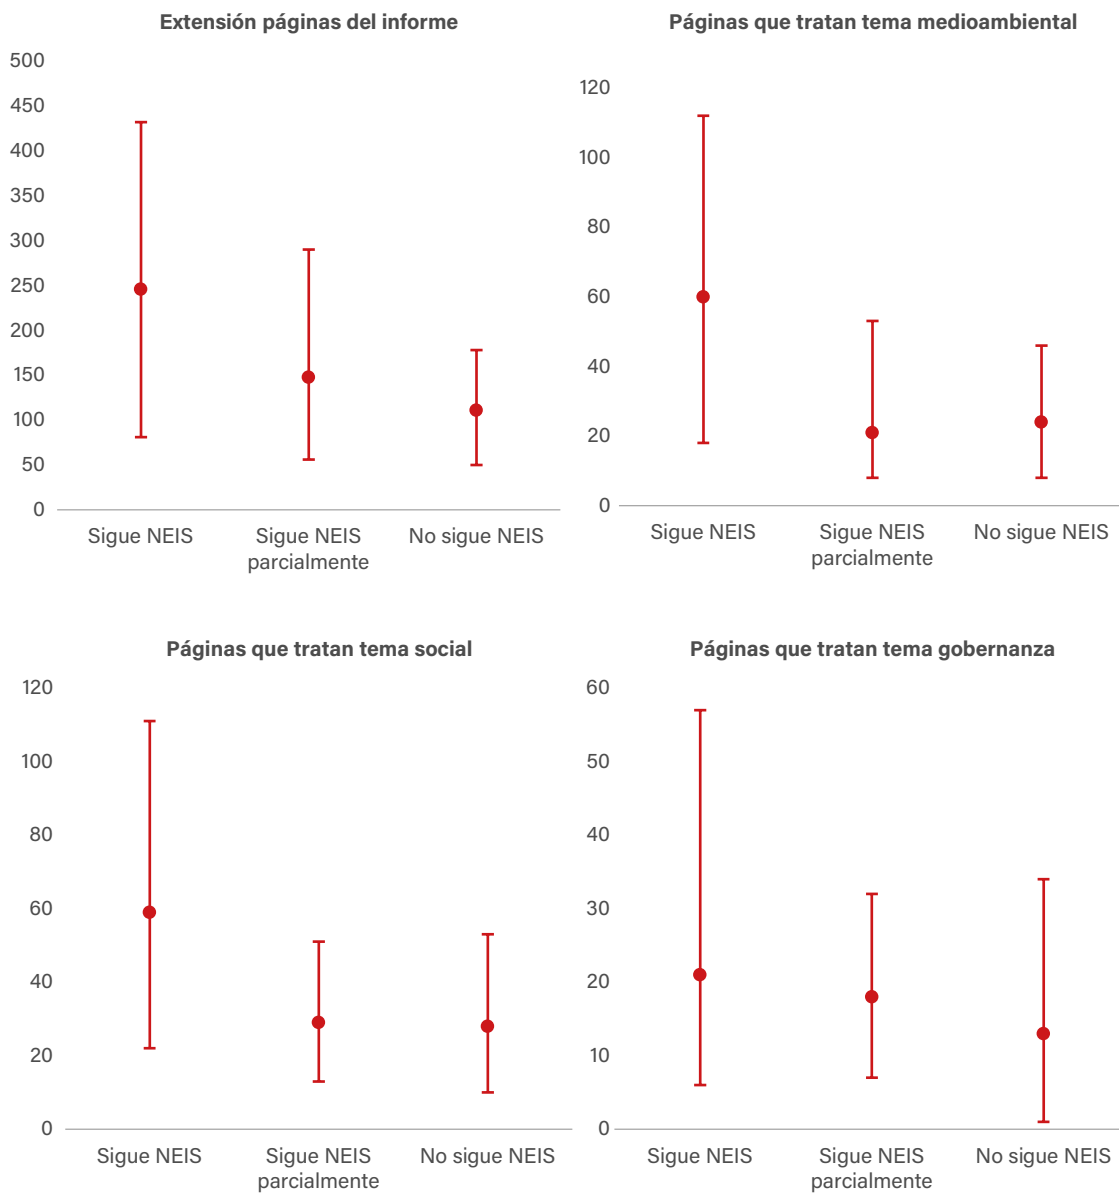 Extensión páginas del informe
500
450
400
350
300
250
200
150
100
50
0
Sigue NEIS
Sigue NEIS
parcialmente
No sigue NEIS
Páginas que tratan tema medioambiental
120
100
80
60
40
20
0
Sigue NEIS
Sigue NEIS
parcialmente
No sigue NEIS
Páginas que tratan tema social
120
100
80
60
40
20
0
Sigue NEIS
Sigue NEIS
parcialmente
No sigue NEIS
Páginas que tratan tema gobernanza
60
50
40
30
20
10
0
Sigue NEIS
Sigue NEIS
parcialmente
No sigue NEIS